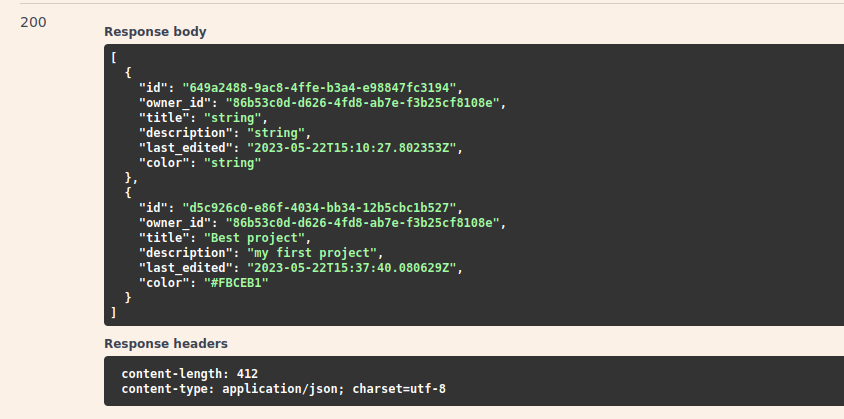 200
Response body
[
  {
    "id": "649a2488-9ac8-4ffe-b3a4-e98847fc3194",
    "owner_id": "86b53c0d-d626-4fd8-ab7e-f3b25cf8108e",
    "title": "string",
    "description": "string",
    "last_edited": "2023-05-22T15:10:27.802353Z",
    "color": "string"
  },
  {
    "id": "d5c926c0-e86f-4034-bb34-12b5cbc1b527",
    "owner_id": "86b53c0d-d626-4fd8-ab7e-f3b25cf8108e",
    "title": "Best project",
    "description": "my first project",
    "last_edited": "2023-05-22T15:37:40.080629Z",
    "color": "#FBCEB1"
  }
]
Response headers
content-length: 412
content-type: application/json; charset=utf-8